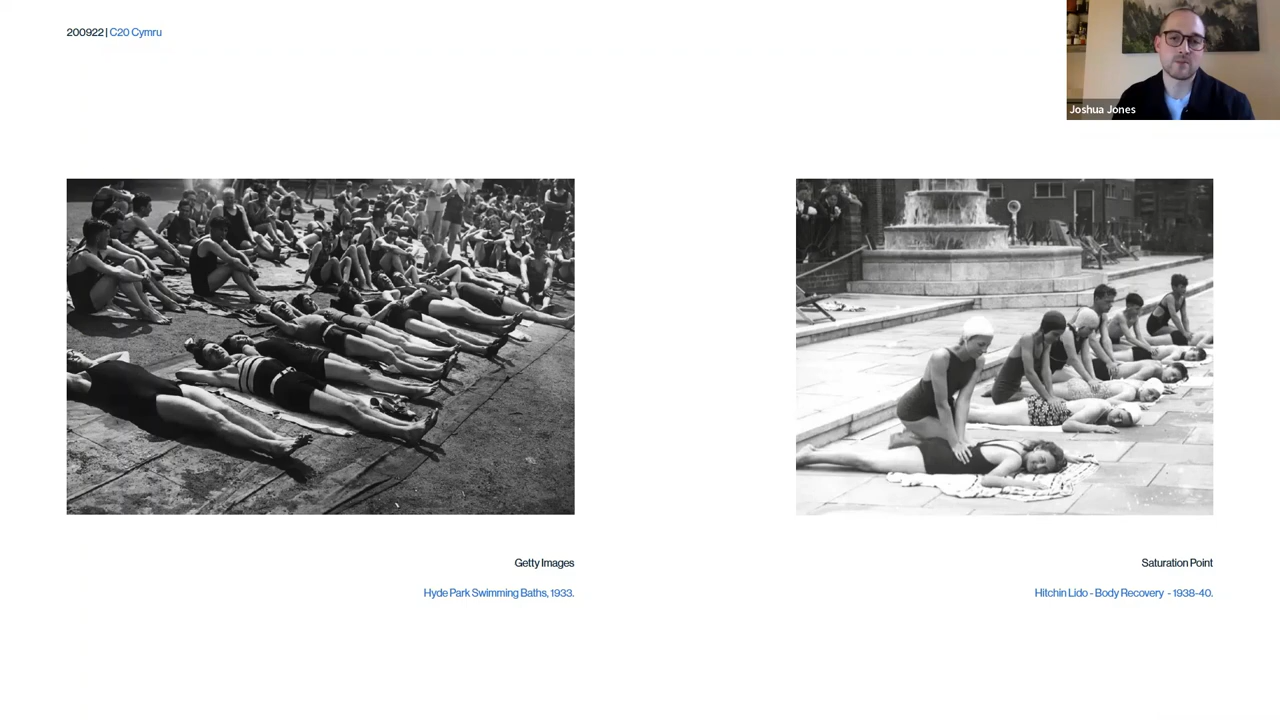 200922 | C20 Cymru
Joshua Jones
Getty Images
Hyde Park Swimming Baths, 1933.
Saturation Point
Hitchin Lido - Body Recovery - 1938-40.